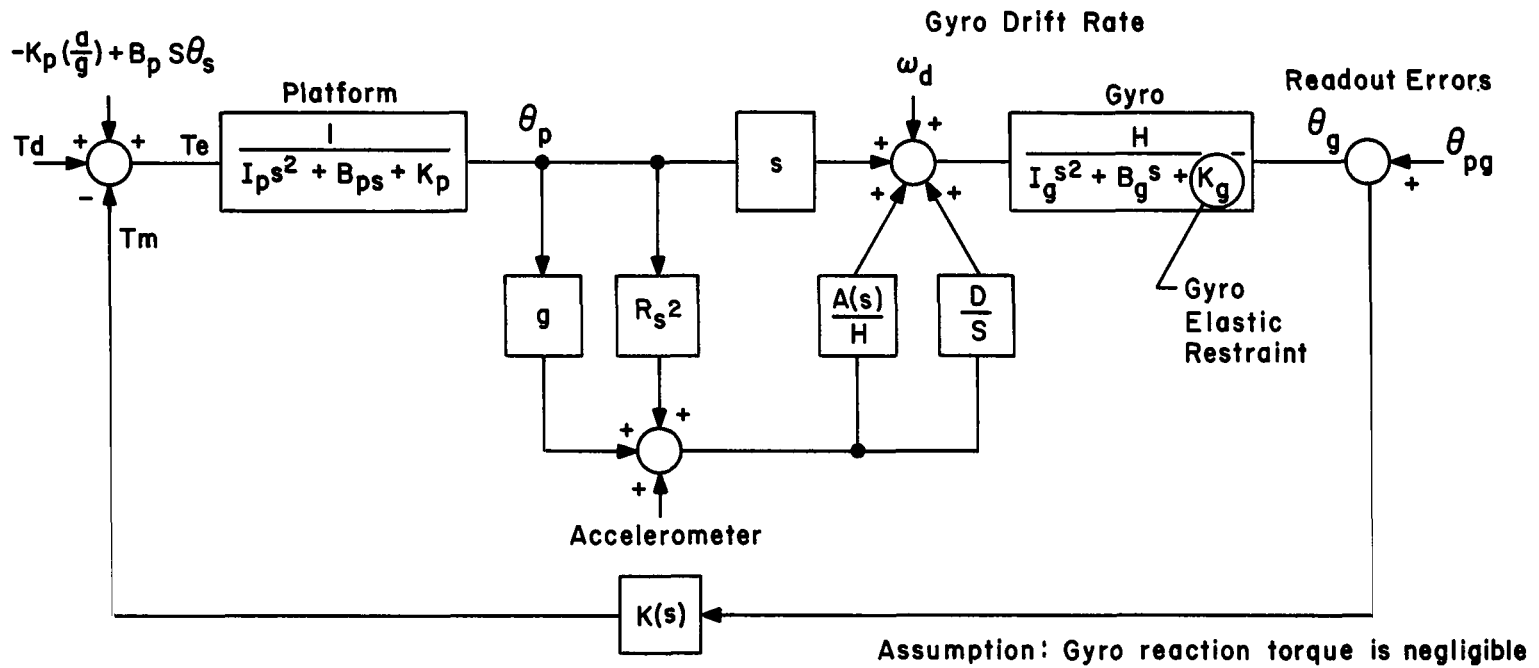 Gyro Drift Rate
-Kp(a/g) + Bp Sθs
ωd
Readout Errors
Platform
Gyro
Td
+
+
-
Te
1
Ips² + Bps + Kp
θp
s
+
+
+
+
H
Igs² + Bgs + Kg
-
θg
θpg
+
Tm
g
Rs²
A(s)
H
D
S
Gyro
Elastic
Restraint
+
+
+
Accelerometer
K(s)
Assumption: Gyro reaction torque is negligible